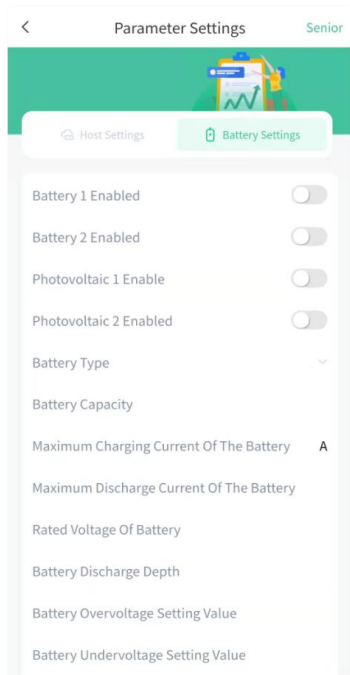 Parameter Settings
Senior
Host Settings
Battery Settings
Battery 1 Enabled
Battery 2 Enabled
Photovoltaic 1 Enable
Photovoltaic 2 Enabled
Battery Type
Battery Capacity
Maximum Charging Current Of The Battery A
Maximum Discharge Current Of The Battery
Rated Voltage Of Battery
Battery Discharge Depth
Battery Overvoltage Setting Value
Battery Undervoltage Setting Value